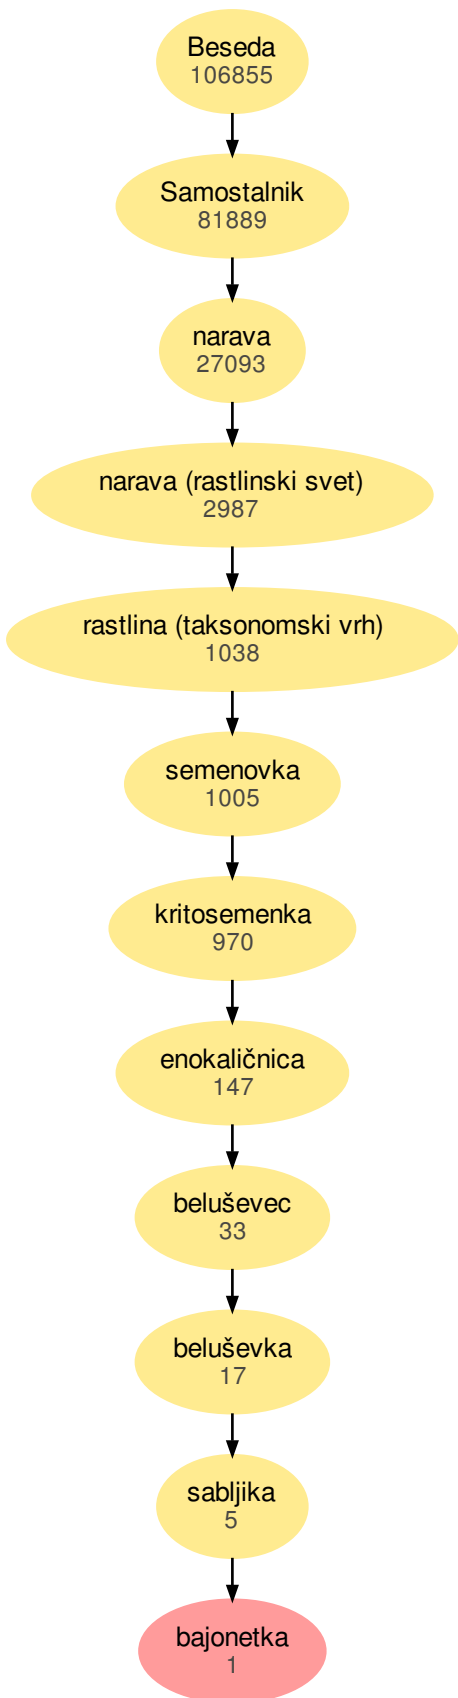 Beseda
106855
Samostalnik
81889
narava
27093
narava (rastlinski svet)
2987
rastlina (taksonomski vrh)
1038
semenovka
1005
kritosemenka
970
enokaličnica
147
beluševec
33
beluševka
17
sabljika
5
bajonetka
1